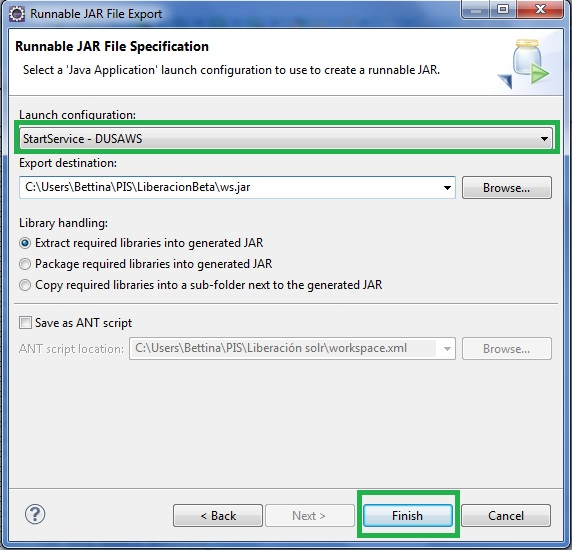 Runnable JAR File Export
Runnable JAR File Specification
Select a 'Java Application' launch configuration to use to create a runnable JAR.
Launch configuration:
StartService - DUSAWS
Export destination:
C:\Users\Bettina\PIS\LiberacionBeta\ws.jar
Browse...
Library handling:
Extract required libraries into generated JAR
Package required libraries into generated JAR
Copy required libraries into a sub-folder next to the generated JAR
Save as ANT script
ANT script location:
C:\Users\Bettina\PIS\Liberación solr\workspace.xml
Browse...
?
< Back
Next >
Finish
Cancel